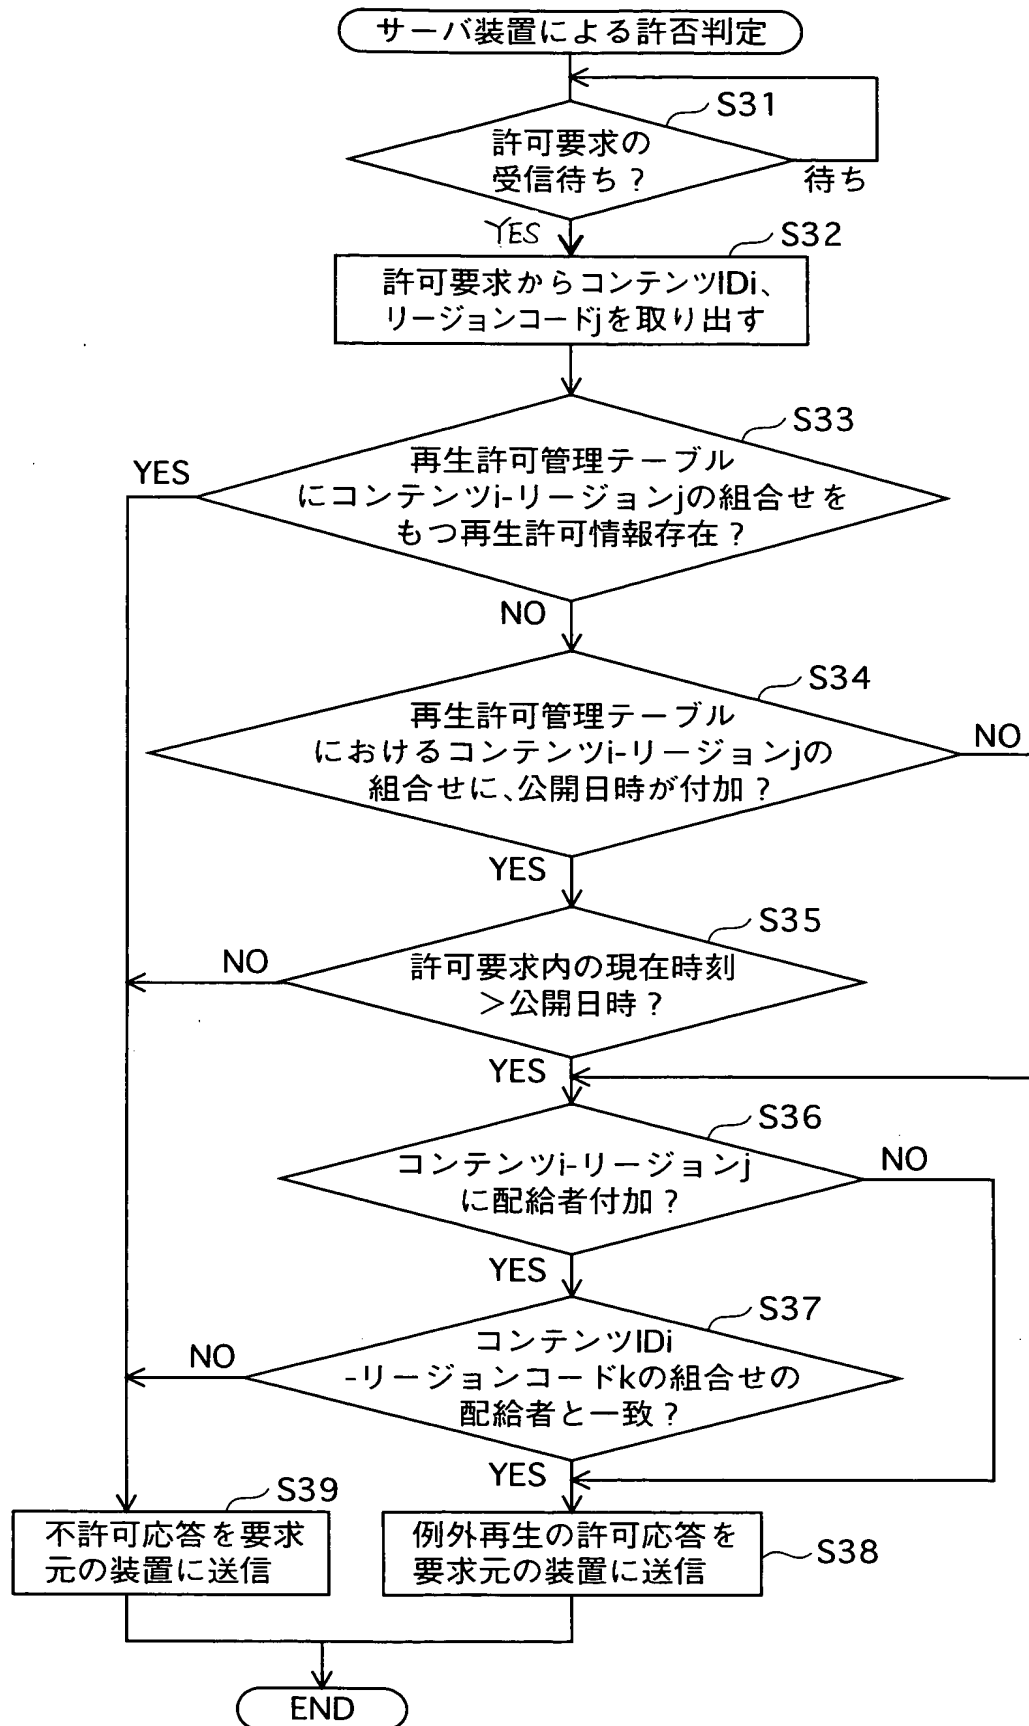 サーバ装置による許否判定
S31
許可要求の
受信待ち？
待ち
YES
S32
許可要求からコンテンツIDi、
リージョンコードjを取り出す
S33
再生許可管理テーブル
にコンテンツi-リージョンjの組合せを
もつ再生許可情報存在？
YES
NO
S34
再生許可管理テーブル
におけるコンテンツi-リージョンjの
組合せに、公開日時が付加？
NO
YES
S35
許可要求内の現在時刻
＞公開日時？
NO
YES
S36
コンテンツi-リージョンj
に配給者付加？
NO
YES
S37
コンテンツIDi
-リージョンコードkの組合せの
配給者と一致？
NO
YES
S39
不許可応答を要求
元の装置に送信
例外再生の許可応答を
要求元の装置に送信
S38
END